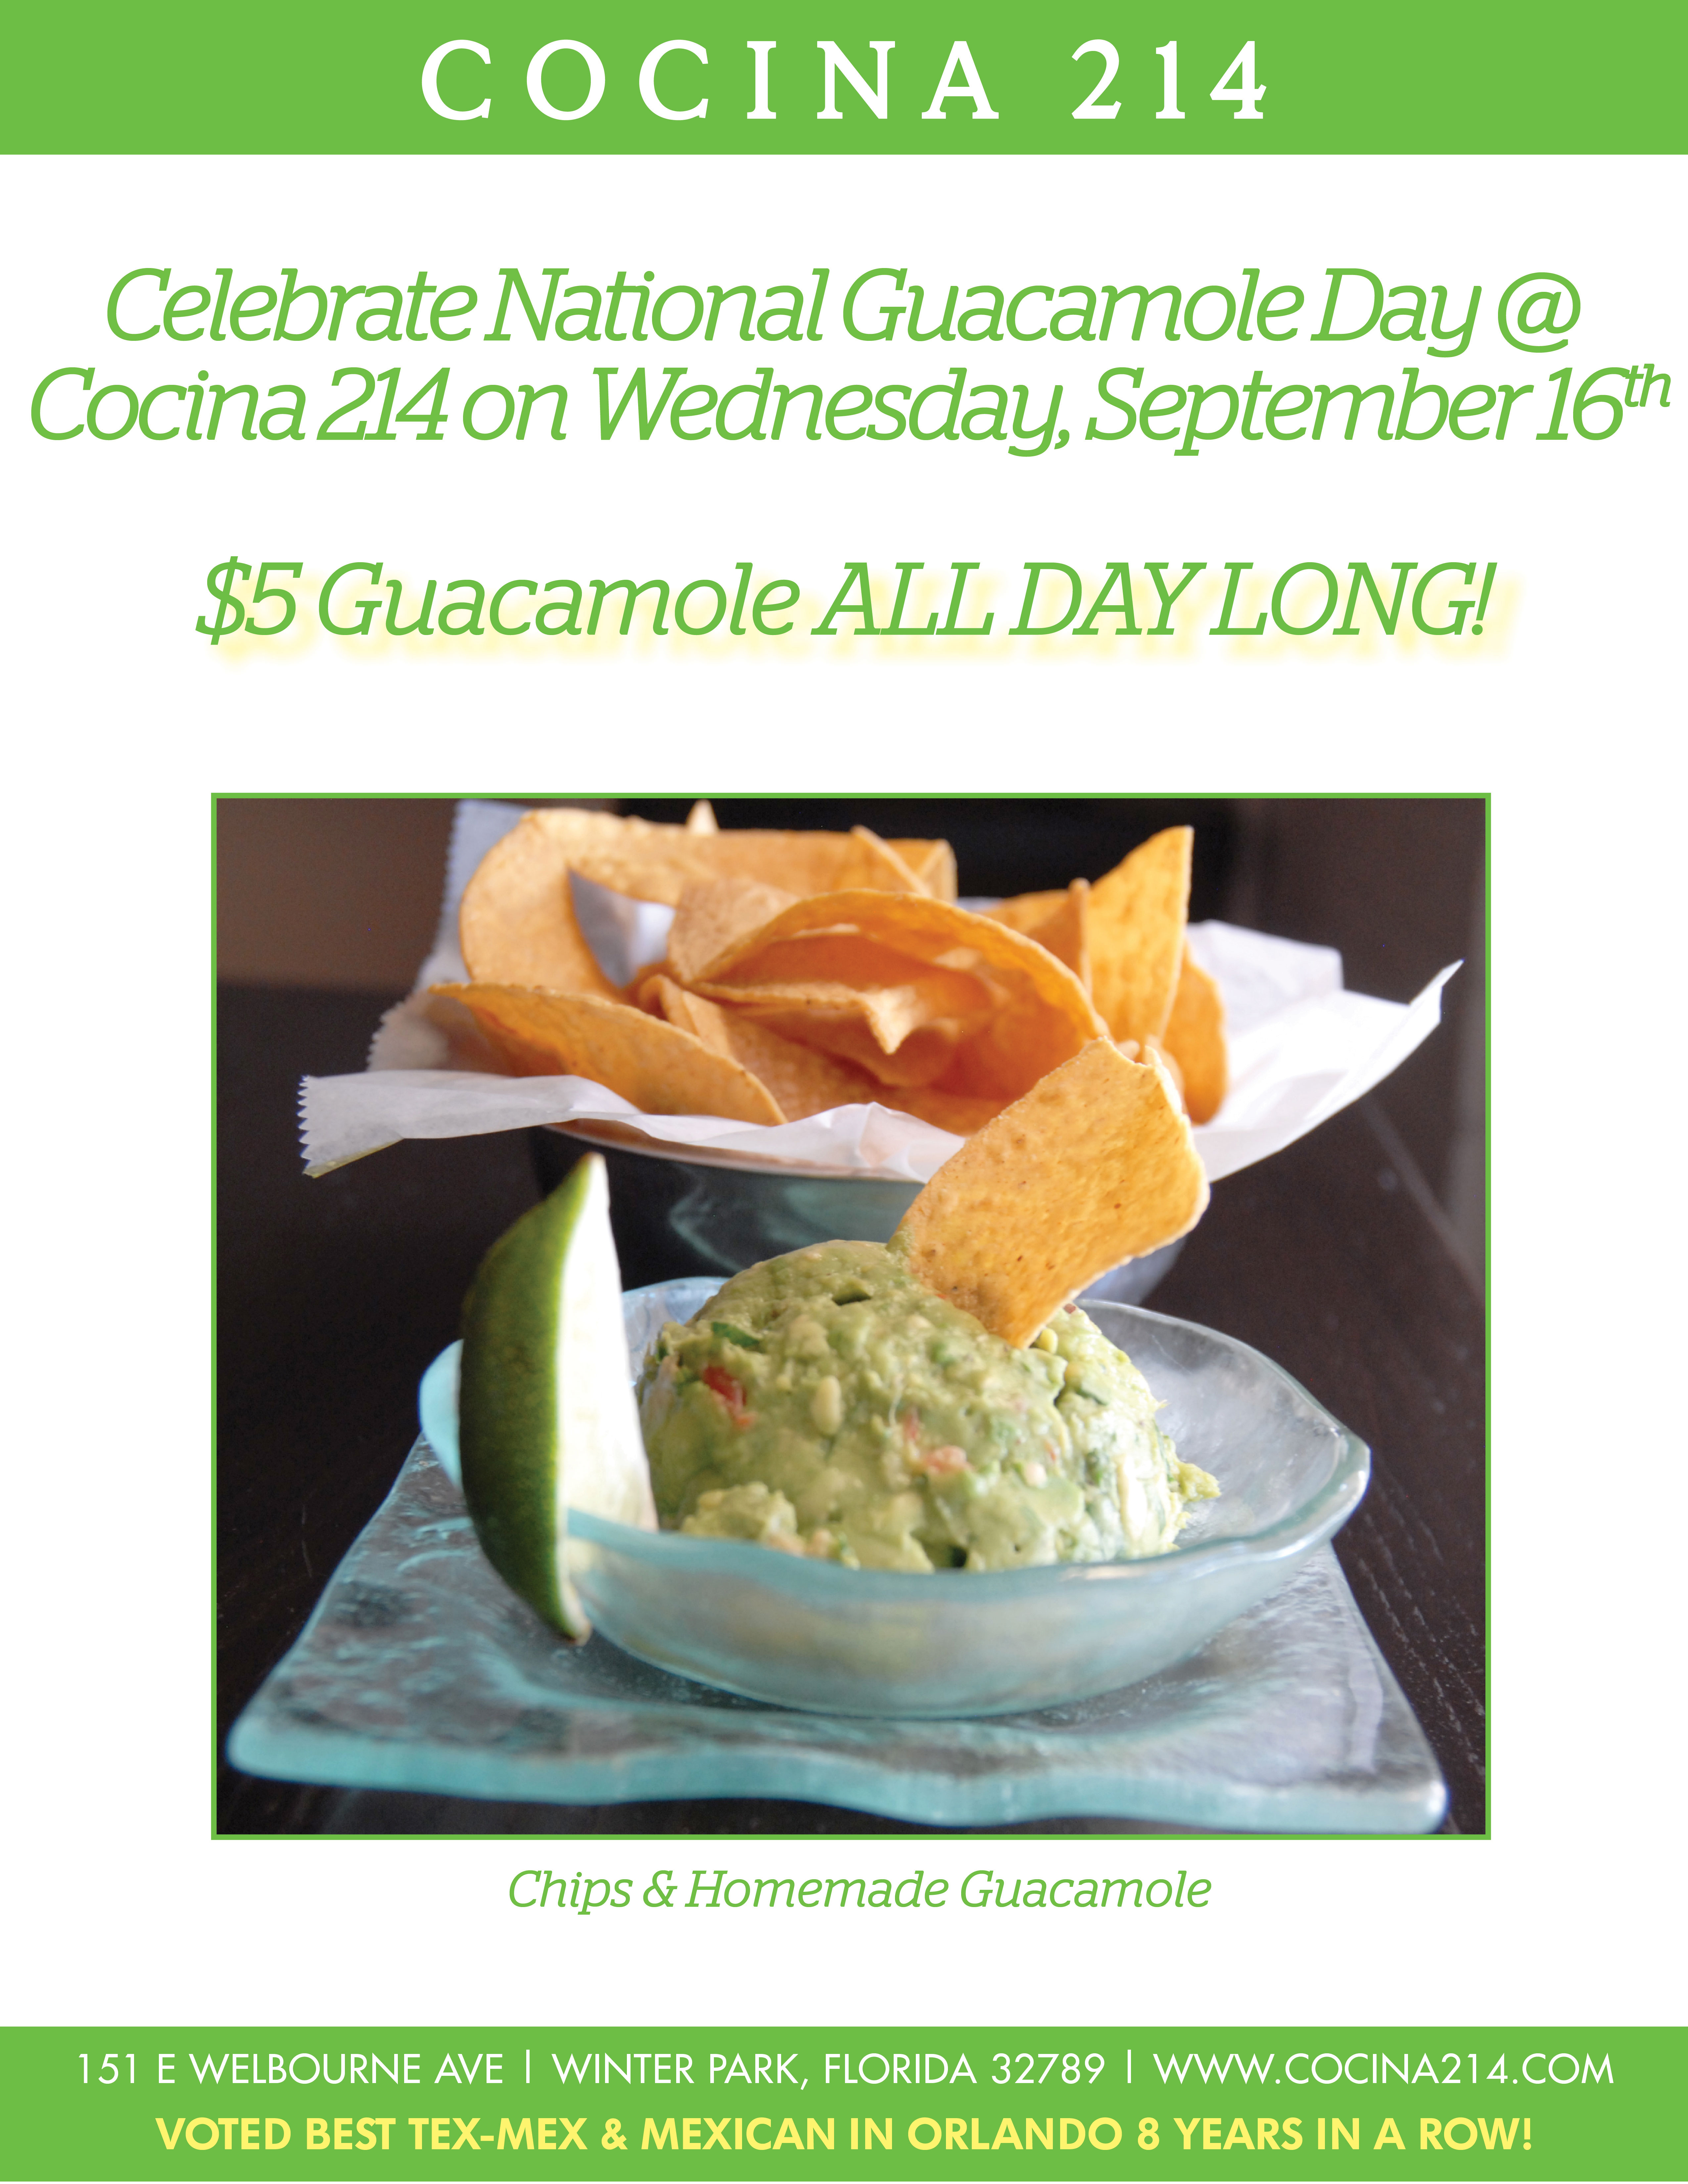 COCINA 214
Celebrate National Guacamole Day @
Cocina 214 on Wednesday, September 16th
$5 Guacamole ALL DAY LONG!
Chips & Homemade Guacamole
151 E WELBOURNE AVE | WINTER PARK, FLORIDA 32789 | WWW.COCINA214.COM
VOTED BEST TEX-MEX & MEXICAN IN ORLANDO 8 YEARS IN A ROW!